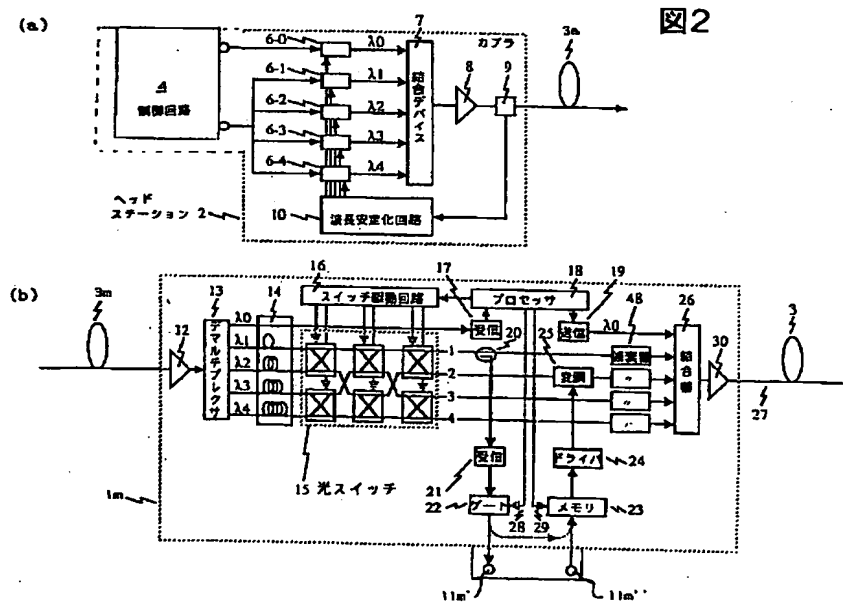 図2
(a)
4
制御回路
6-0
6-1
6-2
6-3
6-4
λ0
λ1
λ2
λ3
λ4
7
結合デバイス
カプラ
8
9
3a
ヘッド
ステーション 2
10
波長安定化回路
(b)
3m
12
13
デマルチプレクサ
λ0
λ1
λ2
λ3
λ4
14
16
スイッチ駆動回路
17
受信
18
プロセッサ
19
送信
λ0
20
25
変調
48
減衰器
〃
〃
〃
26
結合器
30
3
27
1
2
3
4
15 光スイッチ
21
受信
22
ゲート
28
29
ドライバ
24
メモリ
23
1m
11m'
11m''